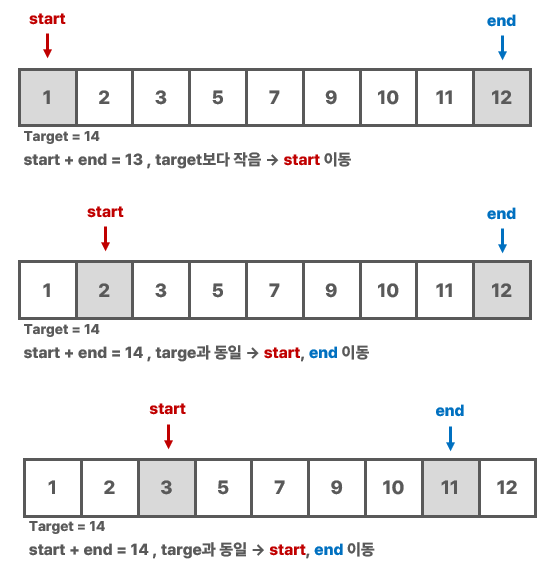 start end
1 2 3 5 7 9 10 11 12
Target = 14
start + end = 13 , target보다 작음 → start 이동
start end
1 2 3 5 7 9 10 11 12
Target = 14
start + end = 14 , targe과 동일 → start, end 이동
start end
1 2 3 5 7 9 10 11 12
Target = 14
start + end = 14 , targe과 동일 → start, end 이동